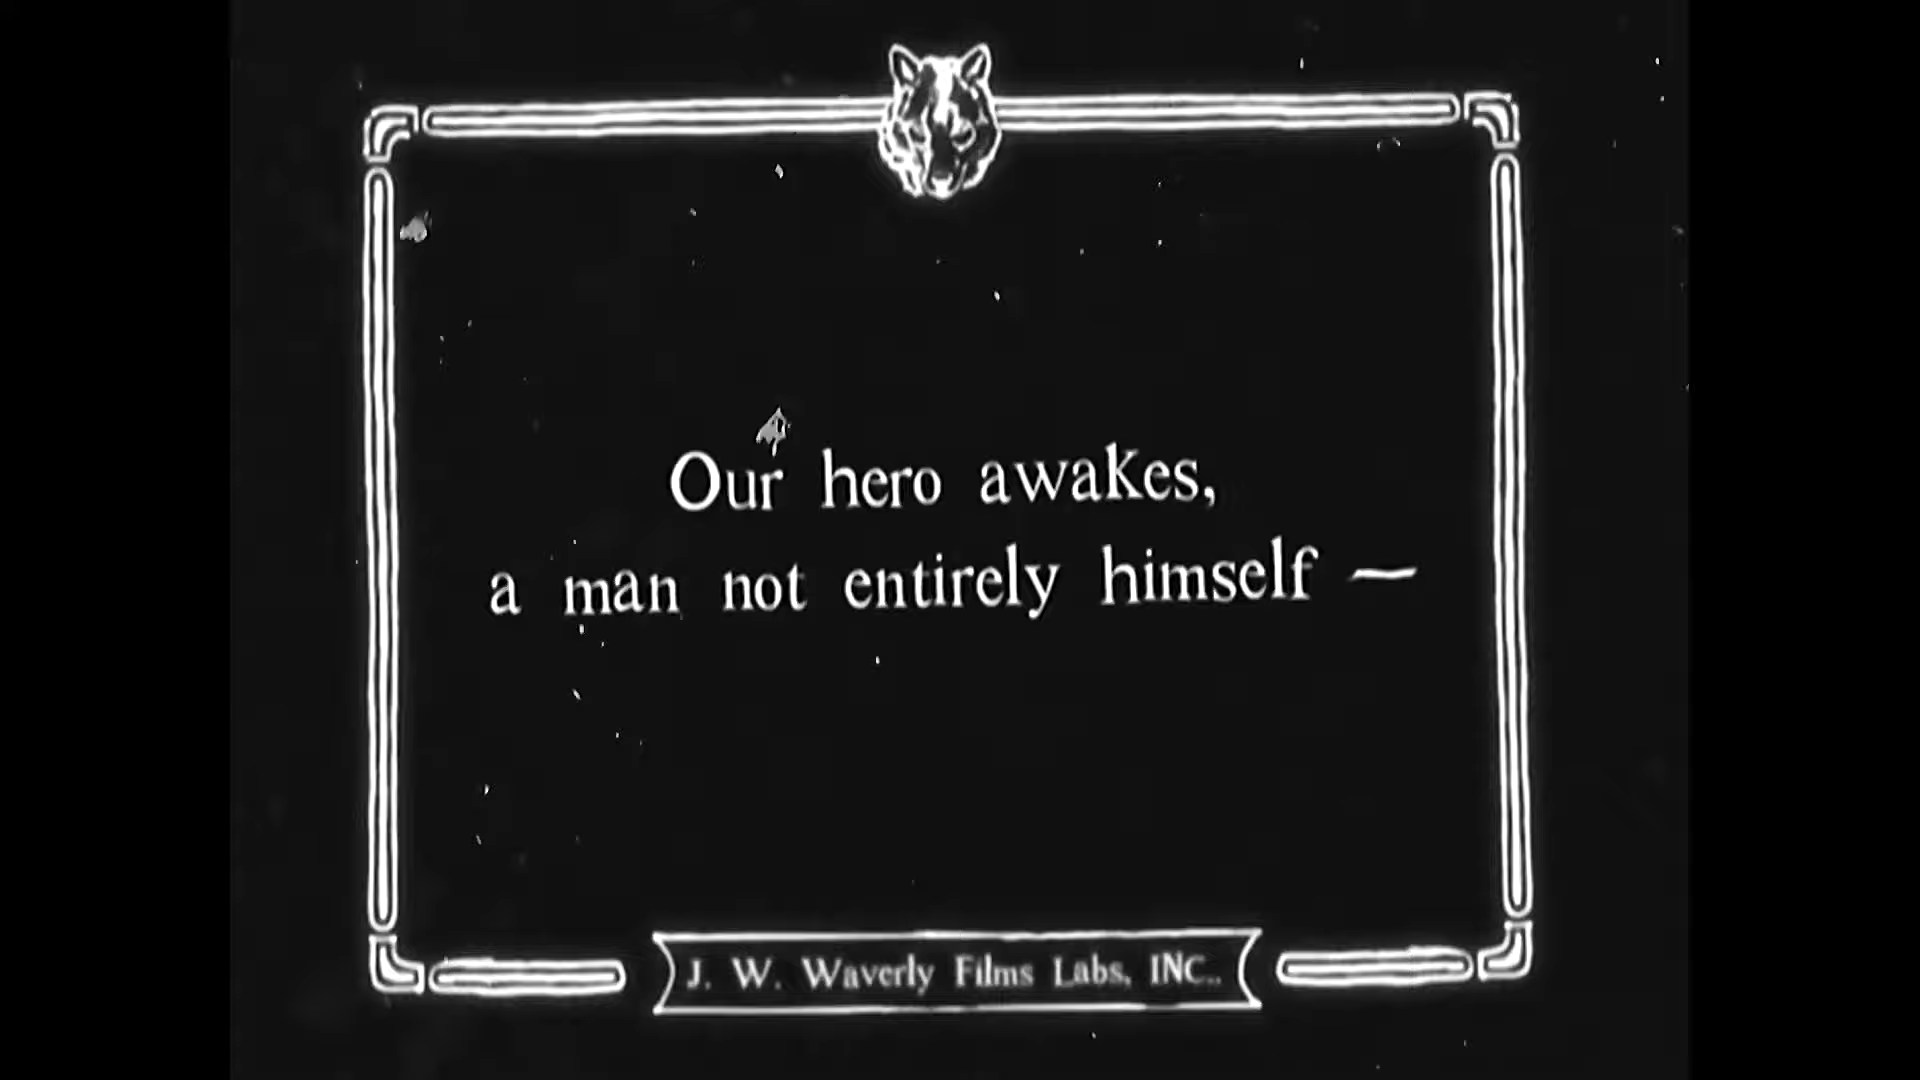 Our hero awakes,
a man not entirely himself —
J. W. Waverly Films Labs, INC..